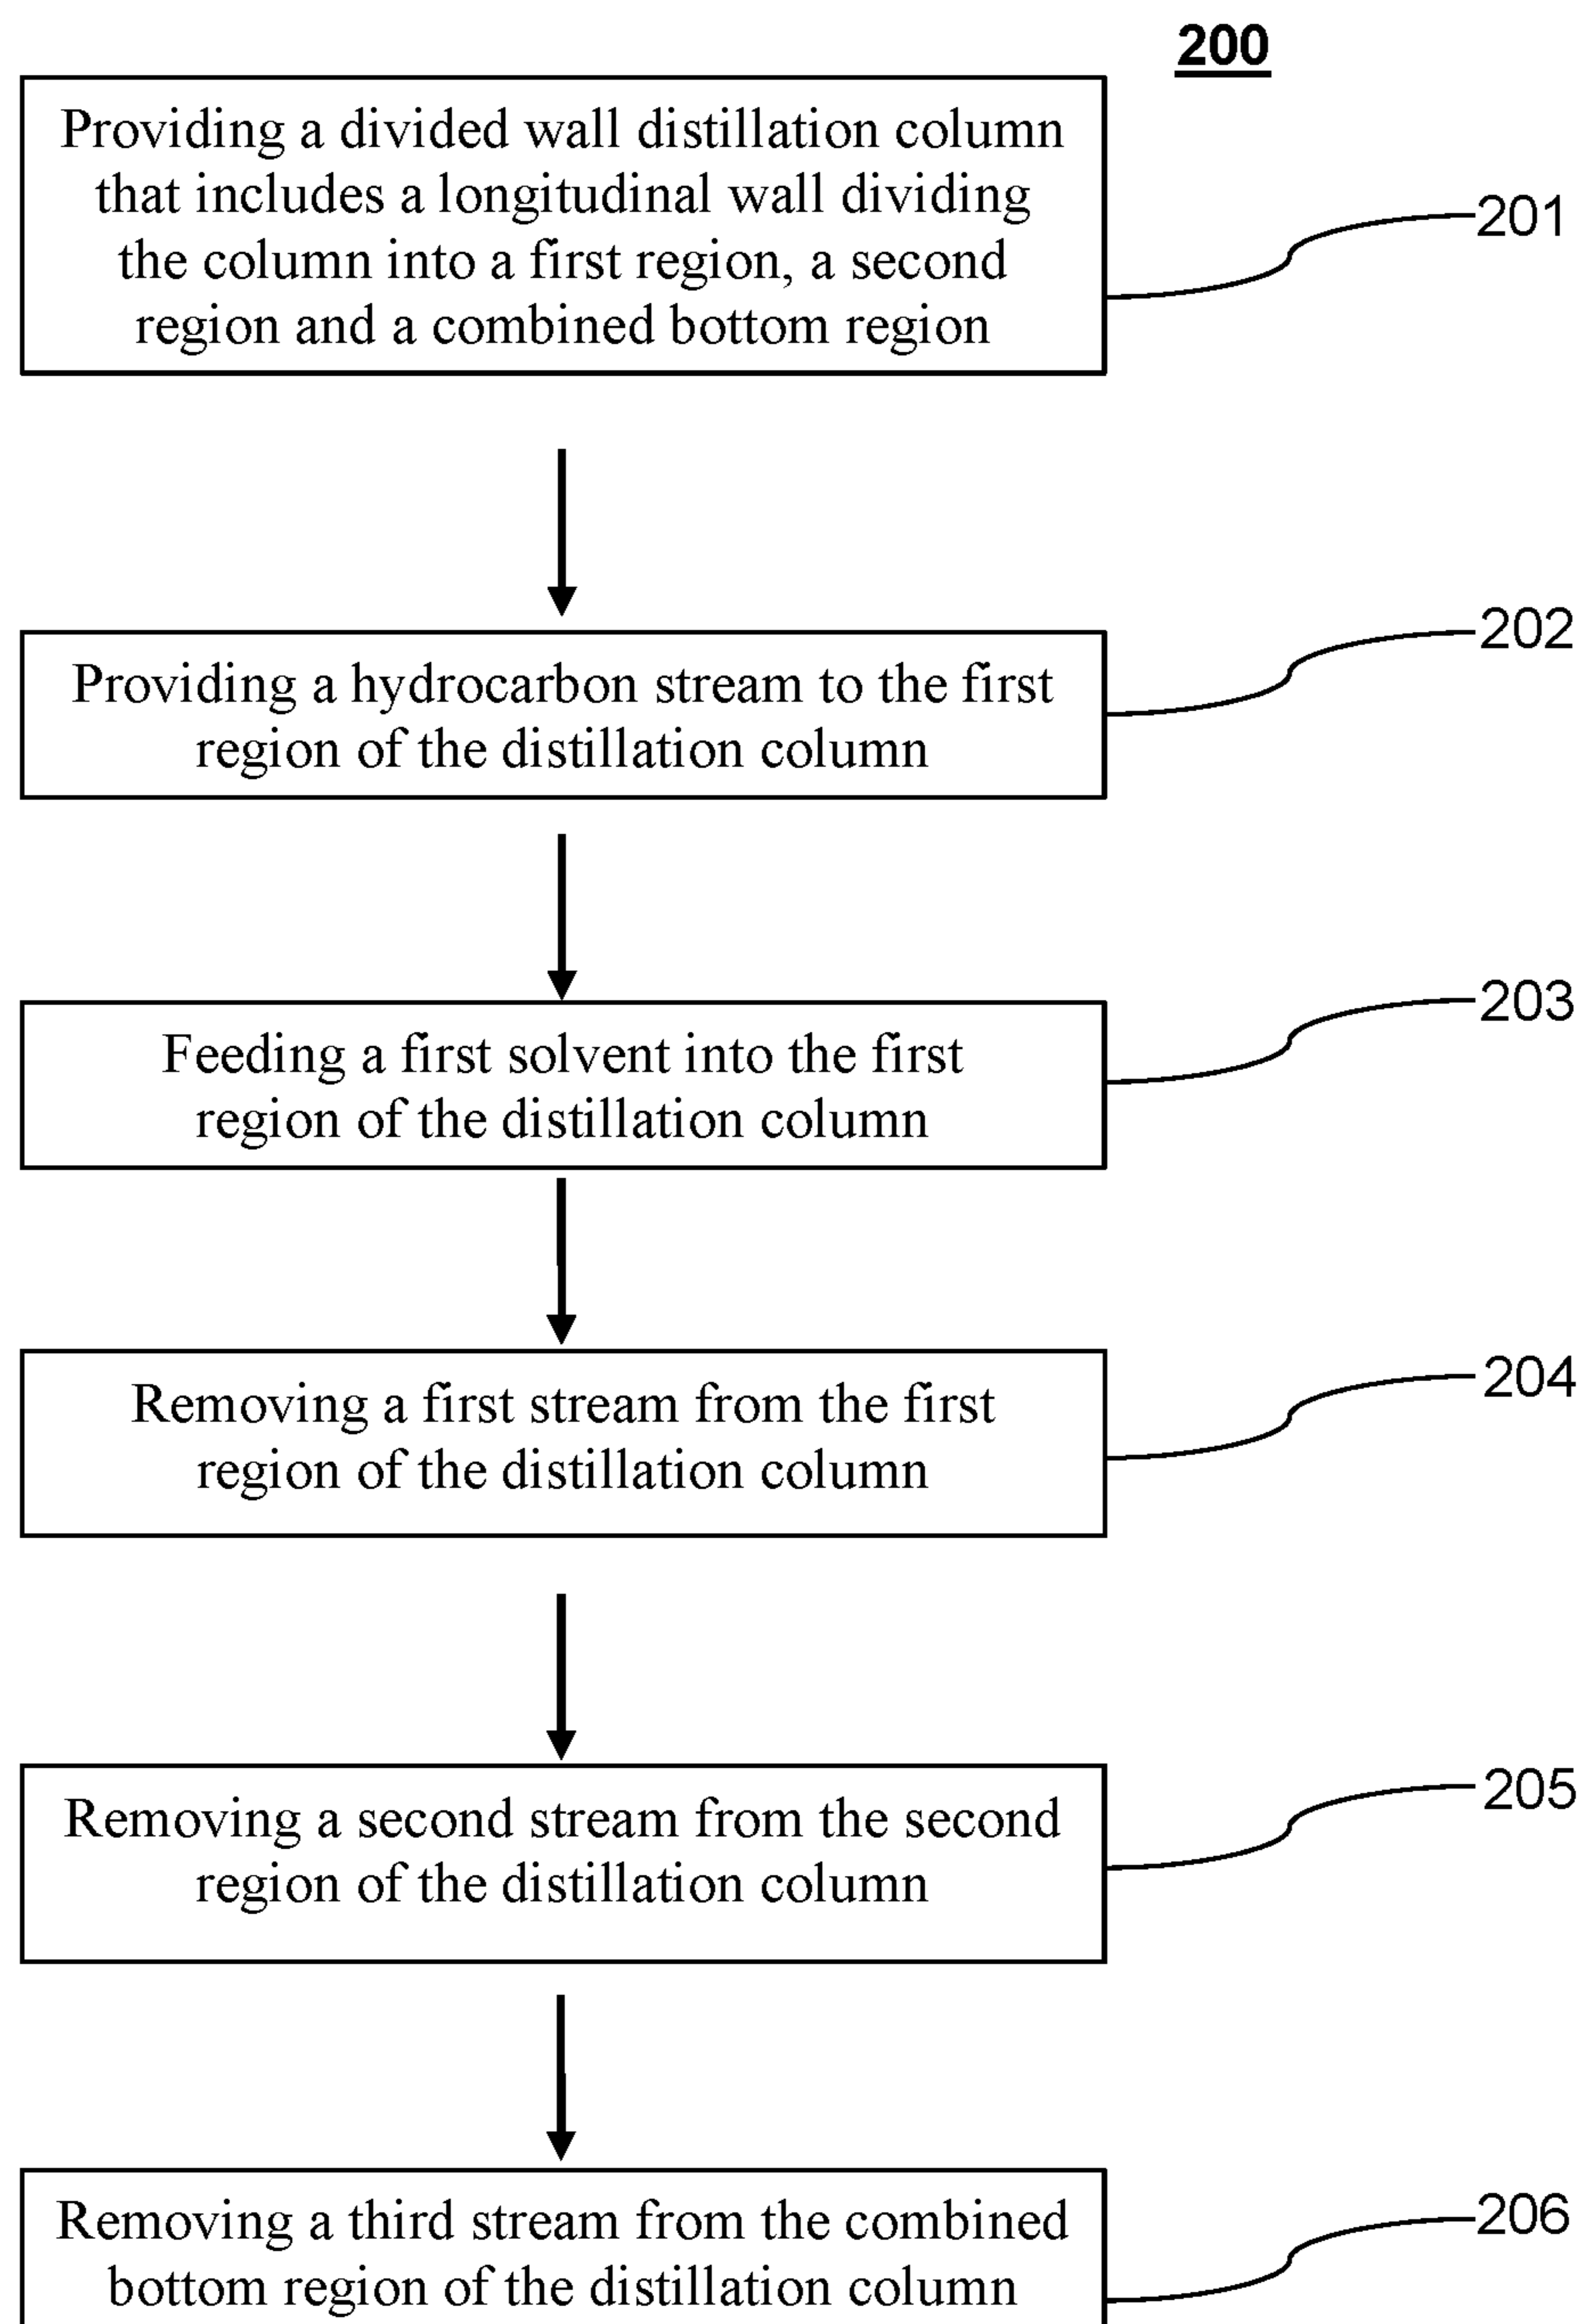 200
Providing a divided wall distillation column
that includes a longitudinal wall dividing
the column into a first region, a second
region and a combined bottom region
201
Providing a hydrocarbon stream to the first
region of the distillation column
202
Feeding a first solvent into the first
region of the distillation column
203
Removing a first stream from the first
region of the distillation column
204
Removing a second stream from the second
region of the distillation column
205
Removing a third stream from the combined
bottom region of the distillation column
206